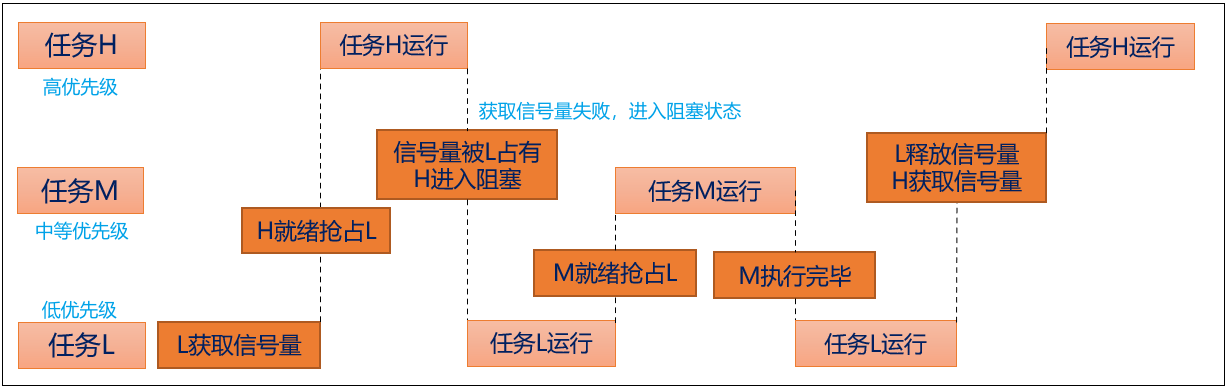 任务H
任务H运行
任务H运行
高优先级
获取信号量失败，进入阻塞状态
信号量被L占有
H进入阻塞
L释放信号量
H获取信号量
任务M
任务M运行
中等优先级
H就绪抢占L
M就绪抢占L
M执行完毕
低优先级
任务L
L获取信号量
任务L运行
任务L运行